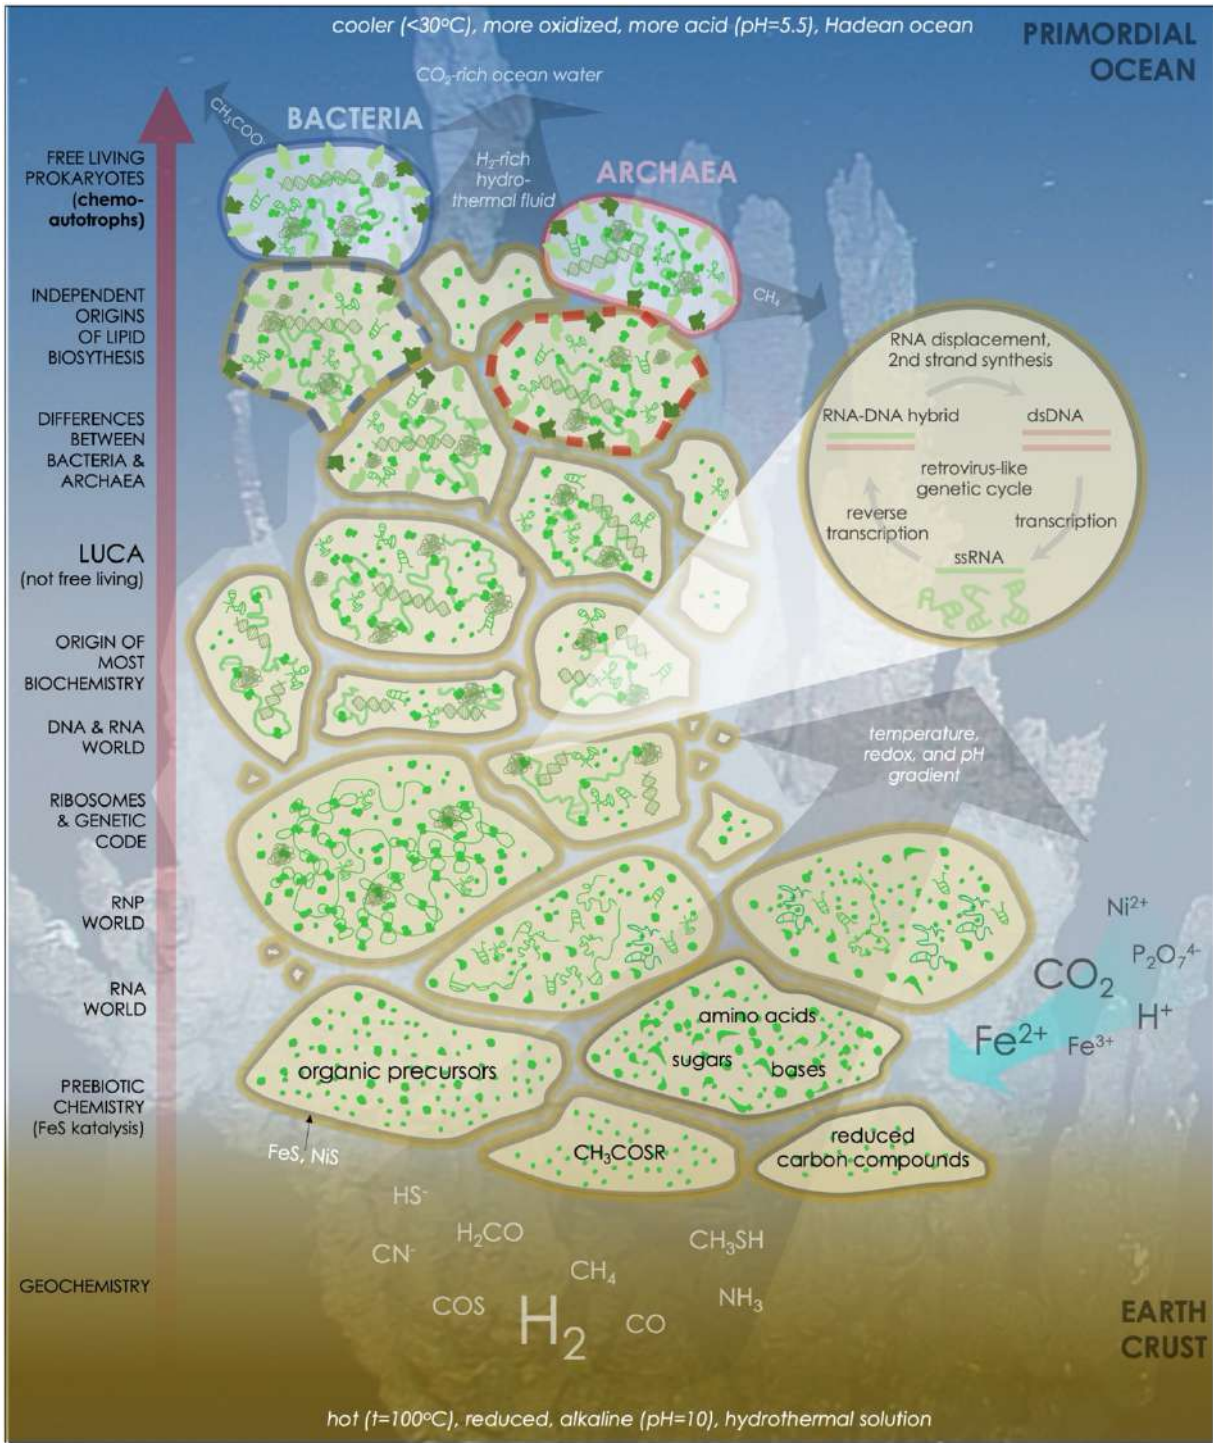 cooler (<30°C), more oxidized, more acid (pH=5.5), Hadean ocean
PRIMORDIAL
OCEAN
CO₂-rich ocean water
CH₃COO⁻
BACTERIA
H₂-rich
hydro-
thermal fluid
ARCHAEA
CH₄
FREE LIVING
PROKARYOTES
(chemo-
autotrophs)
INDEPENDENT
ORIGINS
OF LIPID
BIOSYTHESIS
DIFFERENCES
BETWEEN
BACTERIA &
ARCHAEA
LUCA
(not free living)
ORIGIN OF
MOST
BIOCHEMISTRY
DNA & RNA
WORLD
RIBOSOMES
& GENETIC
CODE
RNP
WORLD
RNA
WORLD
PREBIOTIC
CHEMISTRY
(FeS katalysis)
GEOCHEMISTRY
RNA displacement,
2nd strand synthesis
RNA-DNA hybrid
dsDNA
retrovirus-like
genetic cycle
reverse
transcription
transcription
ssRNA
temperature,
redox, and pH
gradient
Ni²⁺
P₂O₇⁴⁻
CO₂
H⁺
Fe²⁺
Fe³⁺
amino acids
sugars
bases
organic precursors
FeS, NiS
CH₃COSR
reduced
carbon compounds
HS⁻
H₂CO
CN⁻
CH₃SH
CH₄
COS
H₂
CO
NH₃
EARTH
CRUST
hot (t=100°C), reduced, alkaline (pH=10), hydrothermal solution